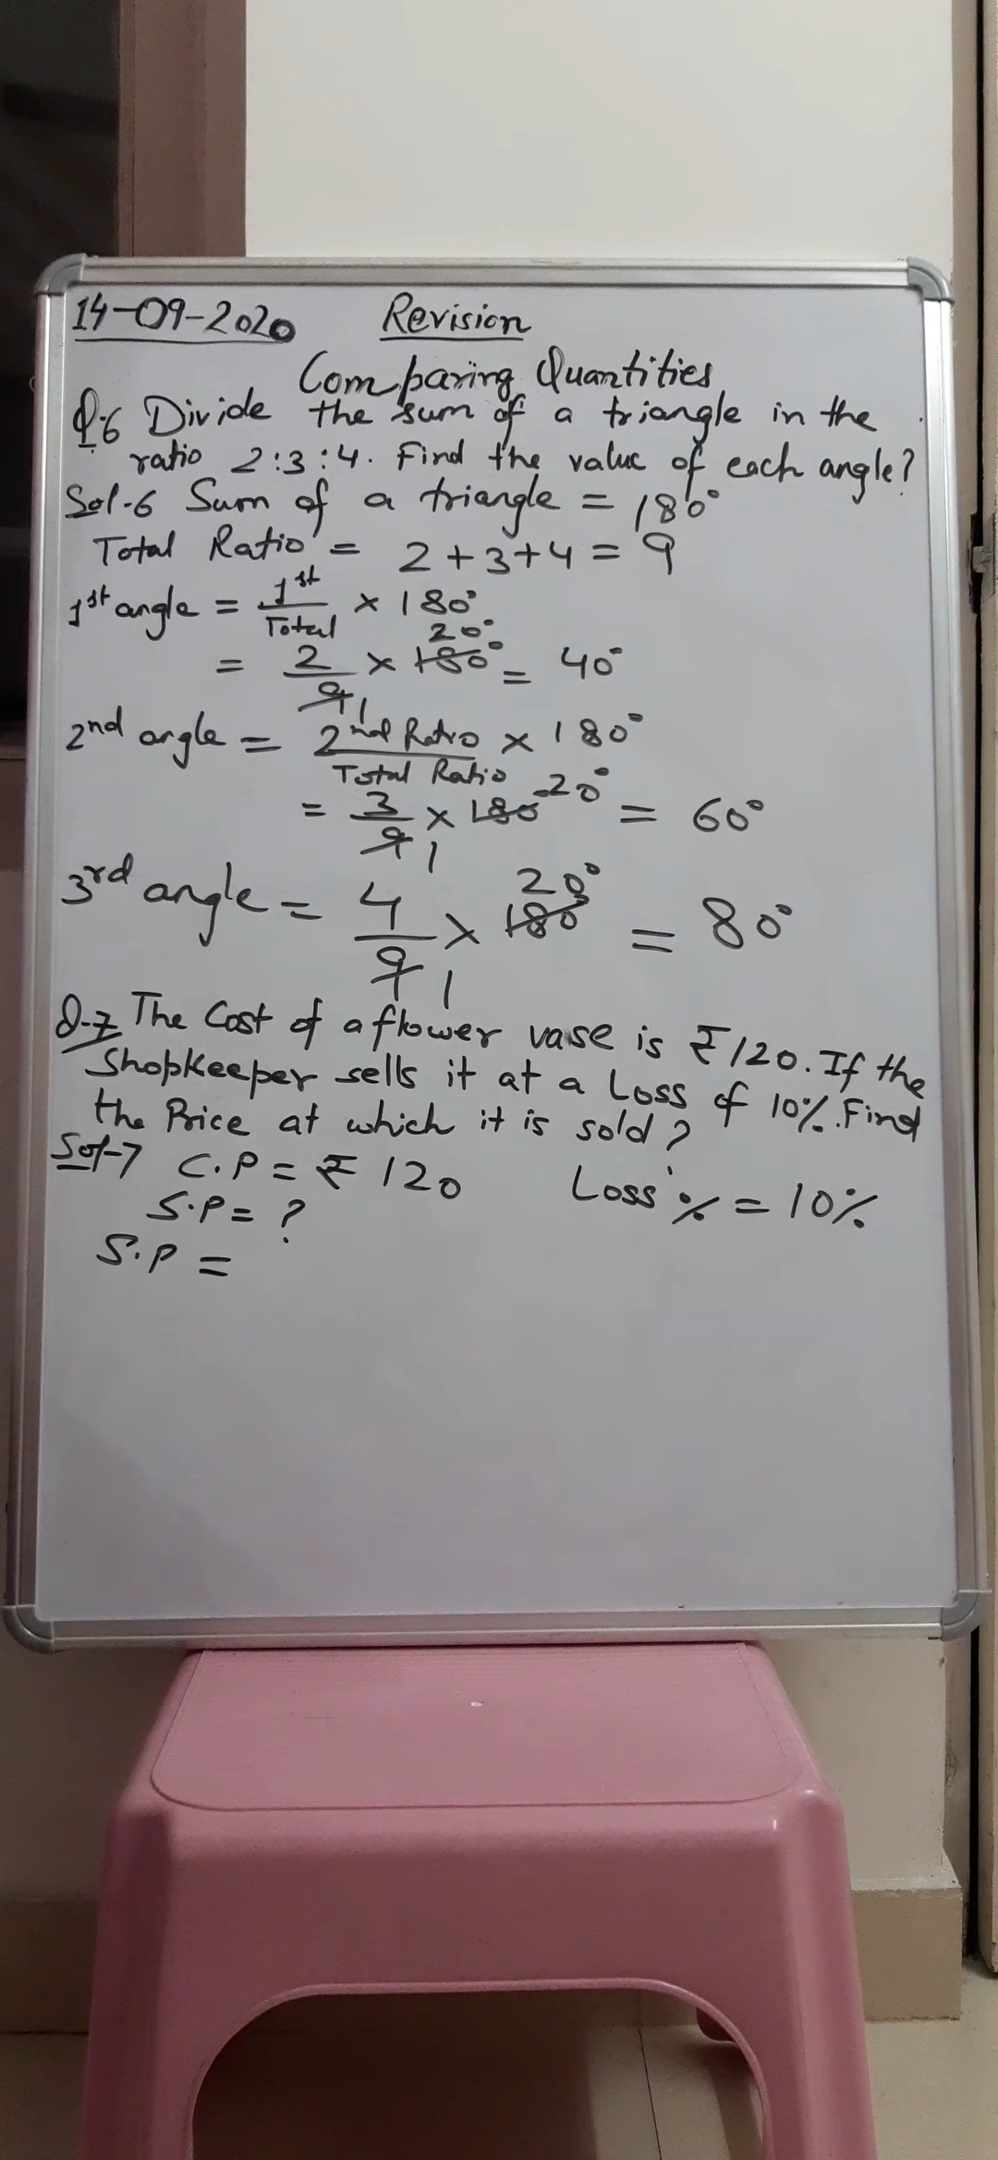 14-09-2020 Revision
Comparing Quantities
Q.6 Divide the sum of a triangle in the
ratio 2:3:4. Find the value of each angle?
Sol-6 Sum of a triangle = 180°
Total Ratio = 2+3+4 = 9
1st angle = 1st/Total × 180°
= 2/9 1 × 180° 20° = 40°
2nd angle = 2nd Ratio/Total Ratio × 180°
= 3/9 1 × 180 20° = 60°
3rd angle = 4/9 1 × 180° 20° = 80°
Q-7 The Cost of a flower vase is ₹120. If the
Shopkeeper sells it at a Loss of 10%. Find
the Price at which it is sold?
Sol-7 C.P = ₹ 120 Loss % = 10%
S.P = ?
S.P =